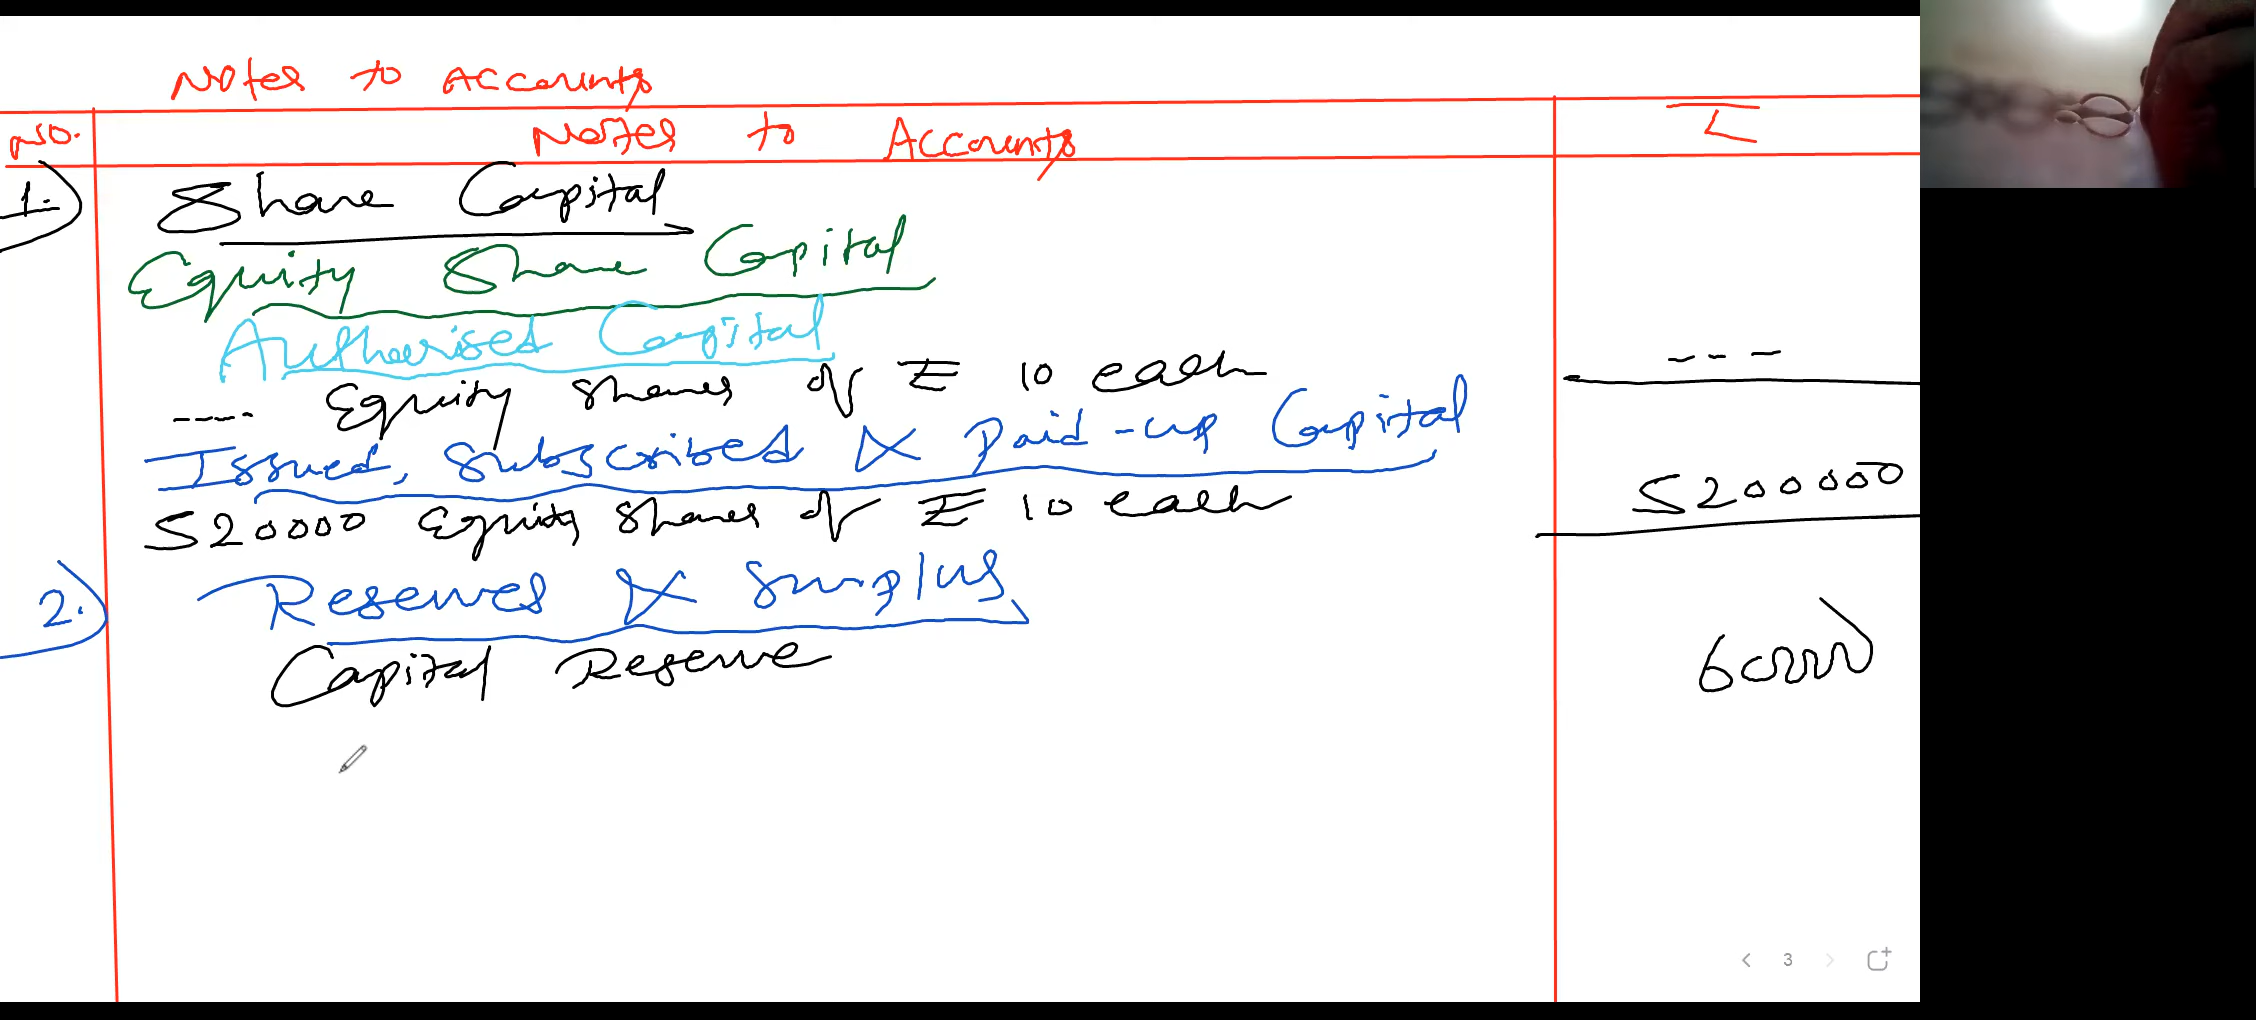 Notes to Accounts
No. Notes to Accounts ₹
1. Share Capital
Equity Share Capital
Authorised Capital
---- Equity Shares of ₹ 10 each ---
Issued, Subscribed & Paid-up Capital
520000 Equity Shares of ₹ 10 each 5200000
2. Reserves & Surplus
Capital Reserve
3